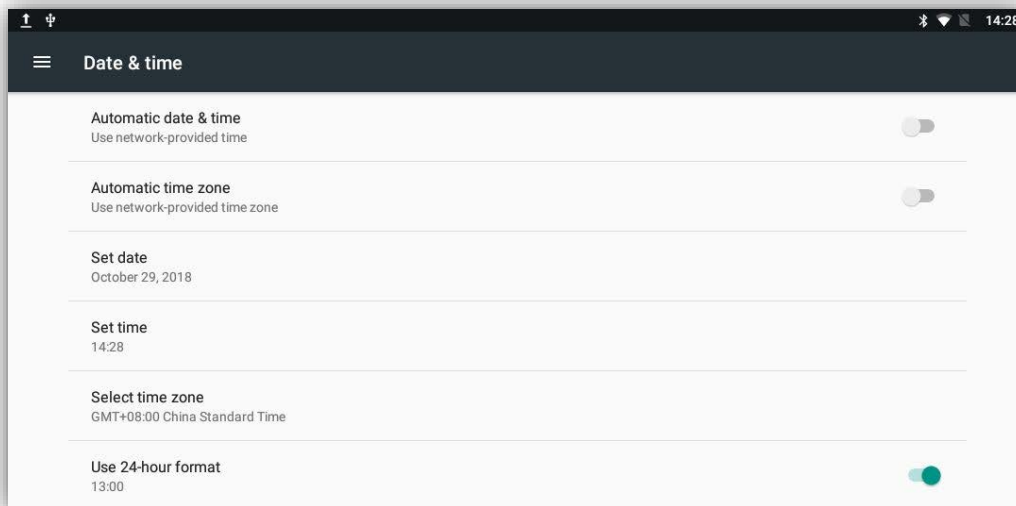 14:28
Date & time
Automatic date & time
Use network-provided time
Automatic time zone
Use network-provided time zone
Set date
October 29, 2018
Set time
14:28
Select time zone
GMT+08:00 China Standard Time
Use 24-hour format
13:00